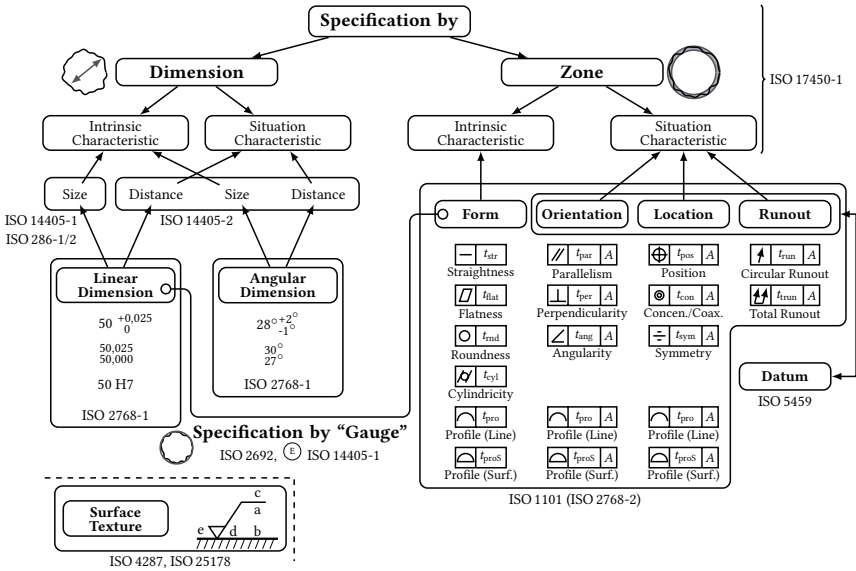 Specification by
Dimension
Zone
ISO 17450-1
Intrinsic
Characteristic
Situation
Characteristic
Intrinsic
Characteristic
Situation
Characteristic
Size
Distance
Size
Distance
ISO 14405-1
ISO 286-1/2
ISO 14405-2
Form
Orientation
Location
Runout
Linear
Dimension
50 +0,025
0
50,025
50,000
50 H7
ISO 2768-1
Angular
Dimension
28° +2°
-1°
30°
27°
ISO 2768-1
t_str
Straightness
t_flat
Flatness
t_rnd
Roundness
t_cyl
Cylindricity
t_pro
Profile (Line)
t_proS
Profile (Surf.)
t_par A
Parallelism
t_per A
Perpendicularity
t_ang A
Angularity
t_pro A
Profile (Line)
t_proS A
Profile (Surf.)
t_pos A
Position
t_con A
Concen./Coax.
t_sym A
Symmetry
t_pro A
Profile (Line)
t_proS A
Profile (Surf.)
t_run A
Circular Runout
t_trun A
Total Runout
Datum
ISO 5459
ISO 1101 (ISO 2768-2)
Specification by “Gauge”
ISO 2692, Ⓔ ISO 14405-1
Surface
Texture
c
a
e d b
ISO 4287, ISO 25178